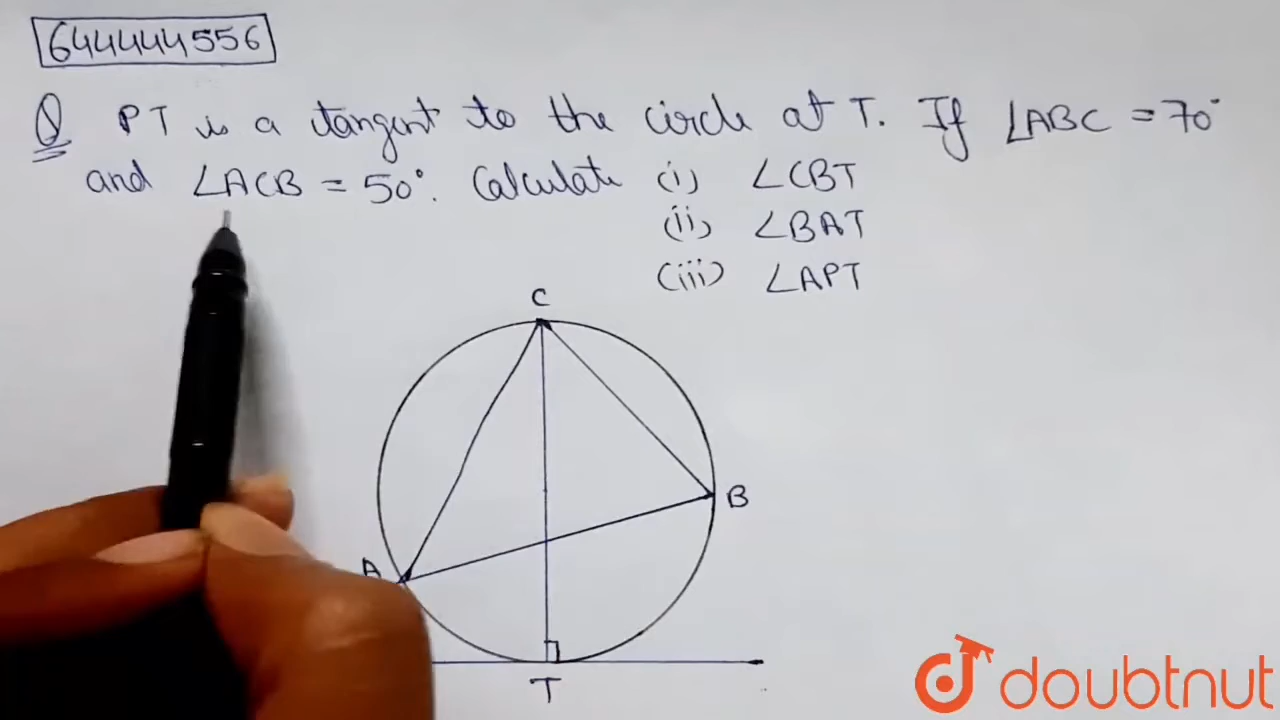 644444556
Q PT is a tangent to the circle at T. If ∠ABC = 70°
and ∠ACB = 50°. Calculate (i) ∠CBT
(ii) ∠BAT
(iii) ∠APT
C
B
A
T
doubtnut